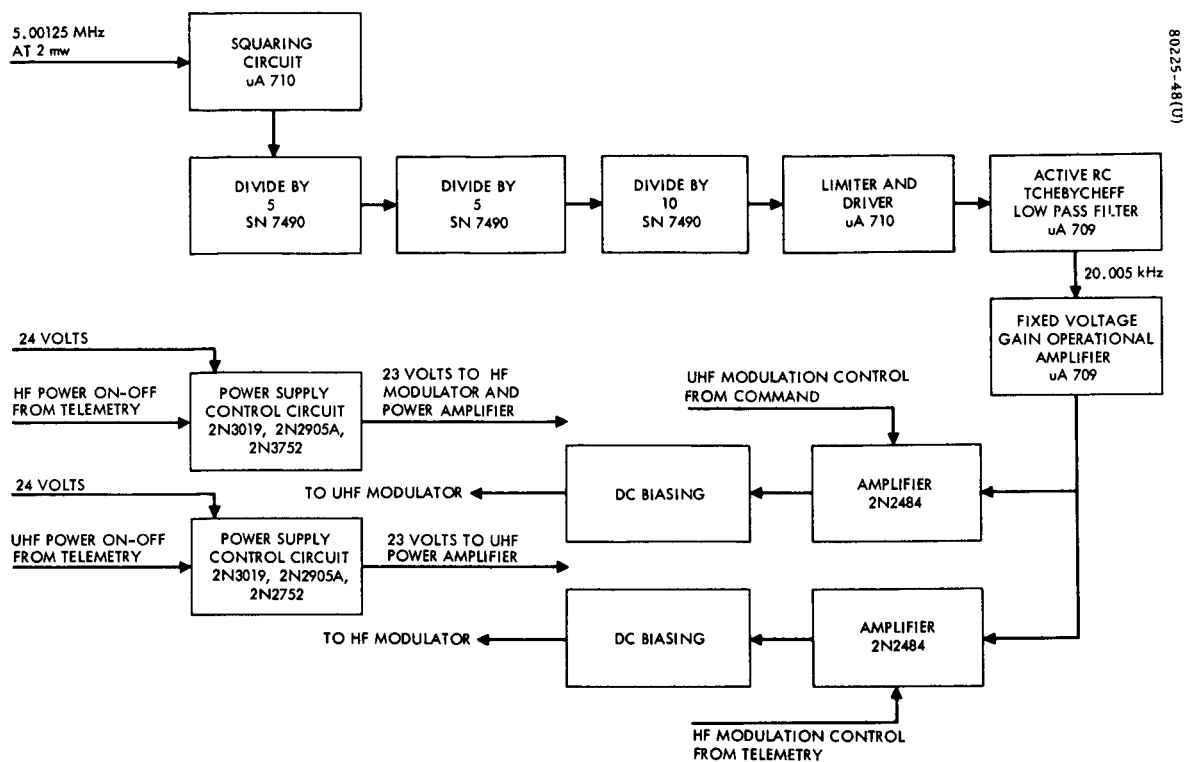 5.00125 MHz
AT 2 mw
SQUARING
CIRCUIT
uA 710
80225-48(U)
DIVIDE BY
5
SN 7490
DIVIDE BY
5
SN 7490
DIVIDE BY
10
SN 7490
LIMITER AND
DRIVER
uA 710
ACTIVE RC
TCHEBYCHEFF
LOW PASS FILTER
uA 709
20.005 kHz
FIXED VOLTAGE
GAIN OPERATIONAL
AMPLIFIER
uA 709
24 VOLTS
HF POWER ON-OFF
FROM TELEMETRY
POWER SUPPLY
CONTROL CIRCUIT
2N3019, 2N2905A,
2N3752
23 VOLTS TO HF
MODULATOR AND
POWER AMPLIFIER
UHF MODULATION CONTROL
FROM COMMAND
TO UHF MODULATOR
DC BIASING
AMPLIFIER
2N2484
24 VOLTS
UHF POWER ON-OFF
FROM TELEMETRY
POWER SUPPLY
CONTROL CIRCUIT
2N3019, 2N2905A,
2N2752
23 VOLTS TO UHF
POWER AMPLIFIER
TO HF MODULATOR
DC BIASING
AMPLIFIER
2N2484
HF MODULATION CONTROL
FROM TELEMETRY